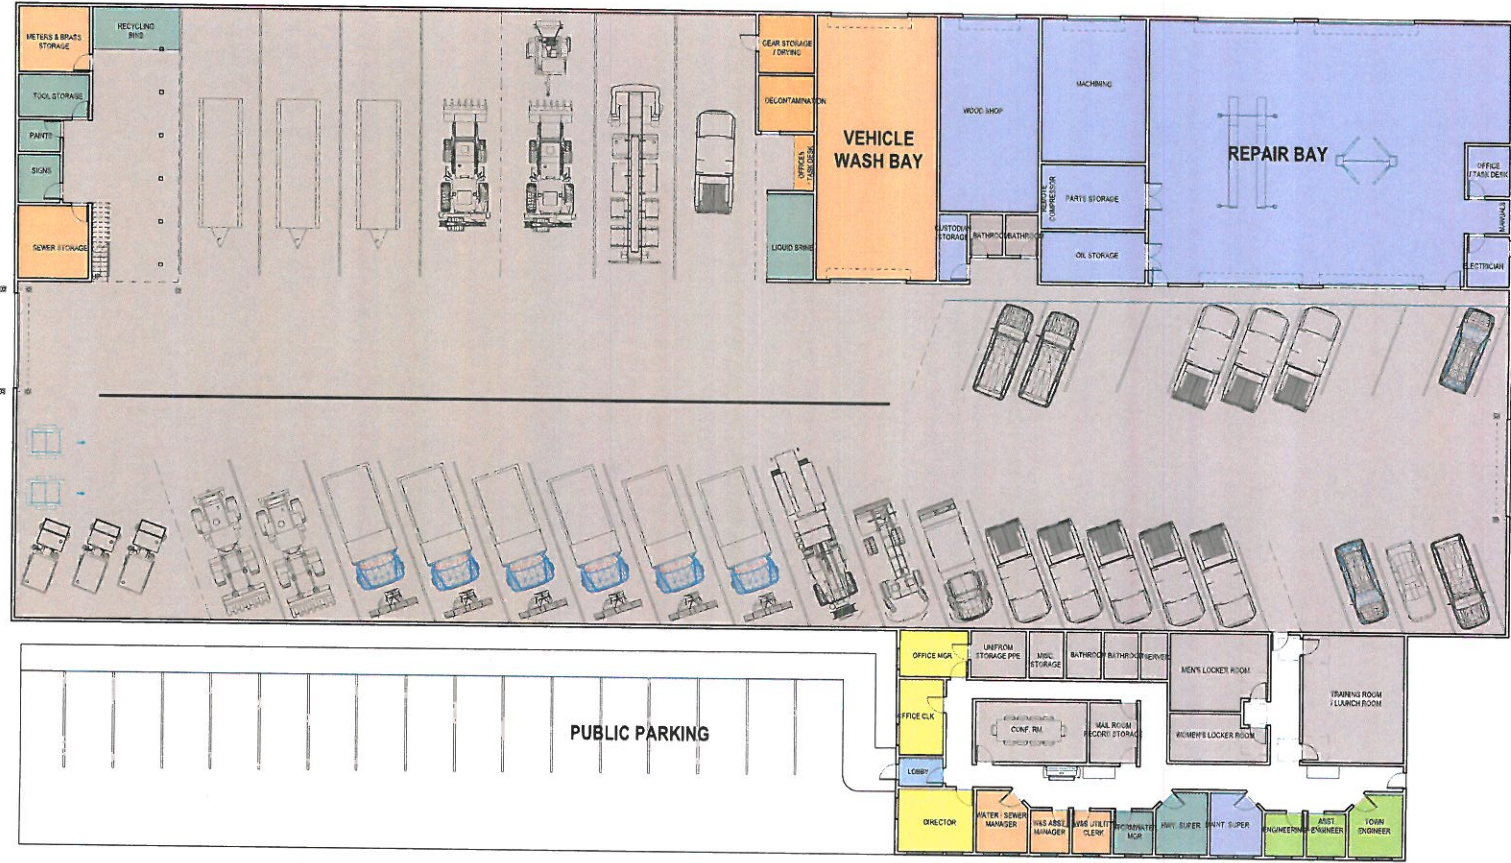 METERS & BRASS
STORAGE
RECYCLING
BINS
TOOL STORAGE
PAINTS
SIGNS
SEWER STORAGE
GEAR STORAGE
/ DRYING
DECONTAMINATION
OFFICES
TASK DESK
LIQUID BRINE
VEHICLE
WASH BAY
WOOD SHOP
CUSTODIAN
STORAGE
BATHROOM
BATHROOM
MACHINING
REMOTE
COMPRESSOR
PARTS STORAGE
OIL STORAGE
REPAIR BAY
OFFICE
/ TASK DESK
MANUALS
ELECTRICIAN
PUBLIC PARKING
OFFICE MGR.
UNIFROM
STORAGE PPE
MISC.
STORAGE
BATHROOM
BATHROOM
SERVER
MEN'S LOCKER ROOM
TRAINING ROOM
/ LUUNCH ROOM
OFFICE CLK
CONF. RM.
MAIL ROOM
RECORD STORAGE
WOMEN'S LOCKER ROOM
LOBBY
DIRECTOR
WATER / SEWER
MANAGER
W&S ASST.
MANAGER
W&S UTILITY
CLERK
STORMWATER
MGR
HWY. SUPER
MAINT. SUPER
ENGINEERING
ASST
ENGINEER
TOWN
ENGINEER